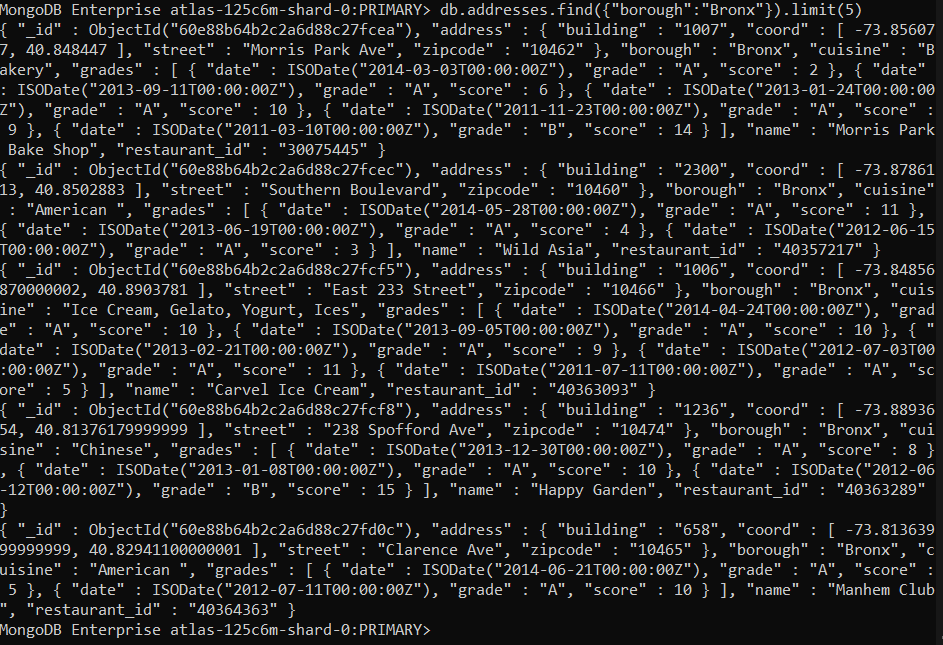 MongoDB Enterprise atlas-125c6m-shard-0:PRIMARY> db.addresses.find({"borough":"Bronx"}).limit(5)
{ "_id" : ObjectId("60e88b64b2c2a6d88c27fcea"), "address" : { "building" : "1007", "coord" : [ -73.85607
7, 40.848447 ], "street" : "Morris Park Ave", "zipcode" : "10462" }, "borough" : "Bronx", "cuisine" : "B
akery", "grades" : [ { "date" : ISODate("2014-03-03T00:00:00Z"), "grade" : "A", "score" : 2 }, { "date"
: ISODate("2013-09-11T00:00:00Z"), "grade" : "A", "score" : 6 }, { "date" : ISODate("2013-01-24T00:00:00
Z"), "grade" : "A", "score" : 10 }, { "date" : ISODate("2011-11-23T00:00:00Z"), "grade" : "A", "score" :
 9 }, { "date" : ISODate("2011-03-10T00:00:00Z"), "grade" : "B", "score" : 14 } ], "name" : "Morris Park
 Bake Shop", "restaurant_id" : "30075445" }
{ "_id" : ObjectId("60e88b64b2c2a6d88c27fcec"), "address" : { "building" : "2300", "coord" : [ -73.87861
13, 40.8502883 ], "street" : "Southern Boulevard", "zipcode" : "10460" }, "borough" : "Bronx", "cuisine"
 : "American ", "grades" : [ { "date" : ISODate("2014-05-28T00:00:00Z"), "grade" : "A", "score" : 11 },
{ "date" : ISODate("2013-06-19T00:00:00Z"), "grade" : "A", "score" : 4 }, { "date" : ISODate("2012-06-15
T00:00:00Z"), "grade" : "A", "score" : 3 } ], "name" : "Wild Asia", "restaurant_id" : "40357217" }
{ "_id" : ObjectId("60e88b64b2c2a6d88c27fcf5"), "address" : { "building" : "1006", "coord" : [ -73.84856
870000002, 40.8903781 ], "street" : "East 233 Street", "zipcode" : "10466" }, "borough" : "Bronx", "cuis
ine" : "Ice Cream, Gelato, Yogurt, Ices", "grades" : [ { "date" : ISODate("2014-04-24T00:00:00Z"), "grad
e" : "A", "score" : 10 }, { "date" : ISODate("2013-09-05T00:00:00Z"), "grade" : "A", "score" : 10 }, { "
date" : ISODate("2013-02-21T00:00:00Z"), "grade" : "A", "score" : 9 }, { "date" : ISODate("2012-07-03T00
:00:00Z"), "grade" : "A", "score" : 11 }, { "date" : ISODate("2011-07-11T00:00:00Z"), "grade" : "A", "sc
ore" : 5 } ], "name" : "Carvel Ice Cream", "restaurant_id" : "40363093" }
{ "_id" : ObjectId("60e88b64b2c2a6d88c27fcf8"), "address" : { "building" : "1236", "coord" : [ -73.88936
54, 40.81376179999999 ], "street" : "238 Spofford Ave", "zipcode" : "10474" }, "borough" : "Bronx", "cui
sine" : "Chinese", "grades" : [ { "date" : ISODate("2013-12-30T00:00:00Z"), "grade" : "A", "score" : 8 }
, { "date" : ISODate("2013-01-08T00:00:00Z"), "grade" : "A", "score" : 10 }, { "date" : ISODate("2012-06
-12T00:00:00Z"), "grade" : "B", "score" : 15 } ], "name" : "Happy Garden", "restaurant_id" : "40363289"
}
{ "_id" : ObjectId("60e88b64b2c2a6d88c27fd0c"), "address" : { "building" : "658", "coord" : [ -73.813639
99999999, 40.82941100000001 ], "street" : "Clarence Ave", "zipcode" : "10465" }, "borough" : "Bronx", "c
uisine" : "American ", "grades" : [ { "date" : ISODate("2014-06-21T00:00:00Z"), "grade" : "A", "score" :
 5 }, { "date" : ISODate("2012-07-11T00:00:00Z"), "grade" : "A", "score" : 10 } ], "name" : "Manhem Club
", "restaurant_id" : "40364363" }
MongoDB Enterprise atlas-125c6m-shard-0:PRIMARY>